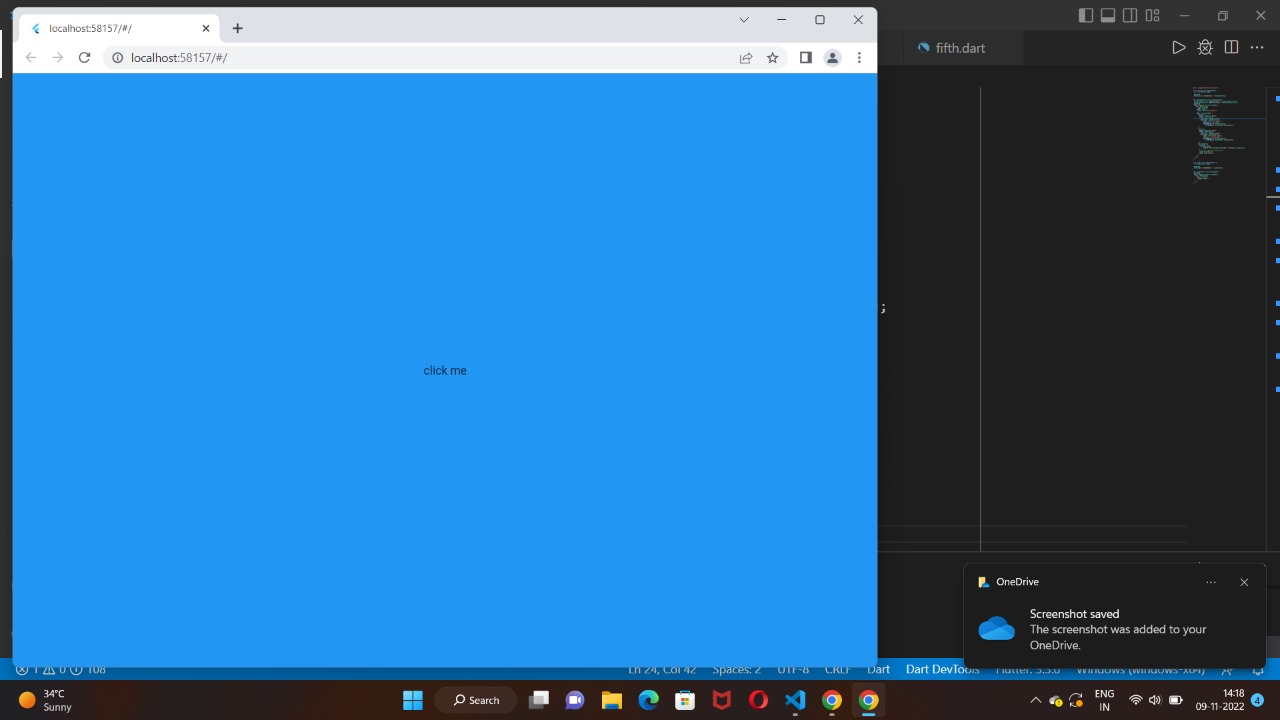 localhost:58157/#/
fifth.dart
localhost:58157/#/
;
click me
OneDrive
Screenshot saved
The screenshot was added to your
OneDrive.
1 0 108
Ln 24, Col 42 Spaces: 2 UTF-8 CRLF Dart Dart DevTools Flutter: 3.3.0 Windows (windows-x64)
34°C
Sunny
Search
ENG
IN
14:18
09-11-2022
4